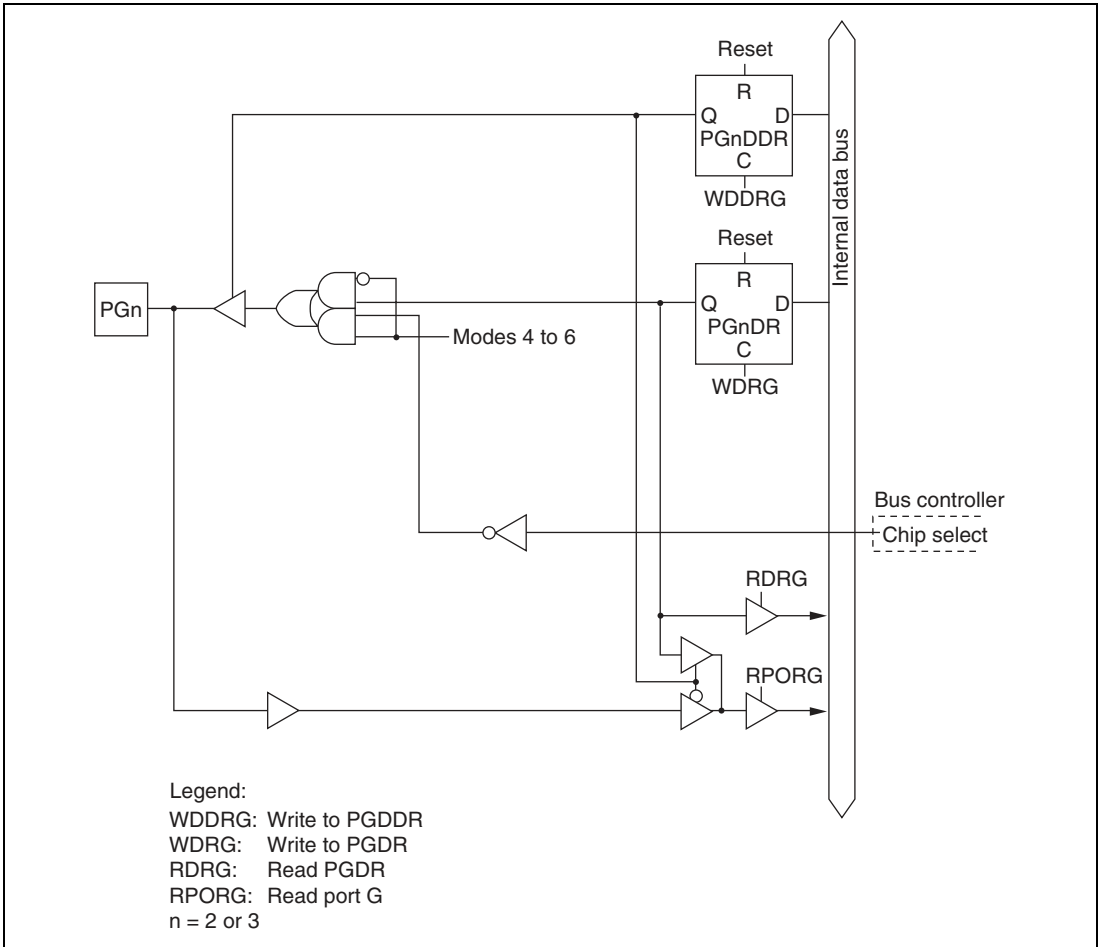 Reset
R
Q D
PGnDDR
C
WDDRG
Internal data bus
Reset
R
Q D
PGnDR
C
WDRG
PGn
Modes 4 to 6
Bus controller
Chip select
RDRG
RPORG
Legend:
WDDRG: Write to PGDDR
WDRG: Write to PGDR
RDRG: Read PGDR
RPORG: Read port G
n = 2 or 3